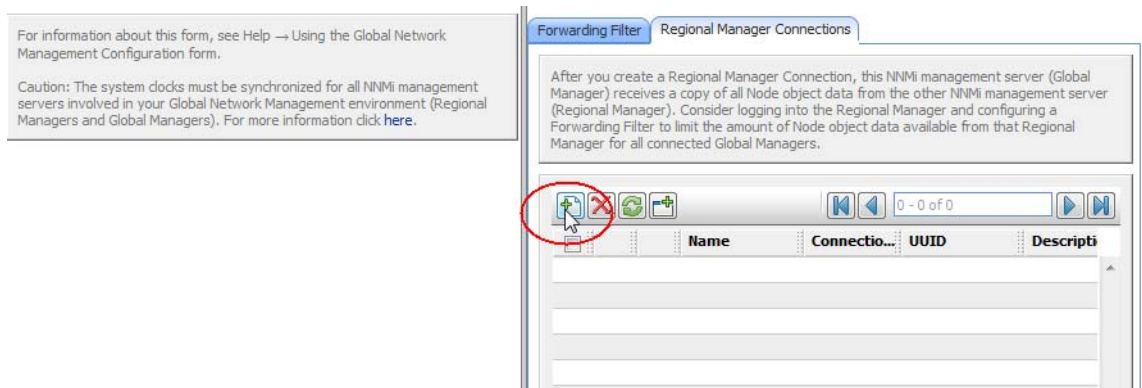 For information about this form, see Help → Using the Global Network
Management Configuration form.
Caution: The system clocks must be synchronized for all NNMi management
servers involved in your Global Network Management environment (Regional
Managers and Global Managers). For more information click here.
Forwarding Filter
Regional Manager Connections
After you create a Regional Manager Connection, this NNMi management server (Global
Manager) receives a copy of all Node object data from the other NNMi management server
(Regional Manager). Consider logging into the Regional Manager and configuring a
Forwarding Filter to limit the amount of Node object data available from that Regional
Manager for all connected Global Managers.
0 - 0 of 0
Name Connectio... UUID Descripti